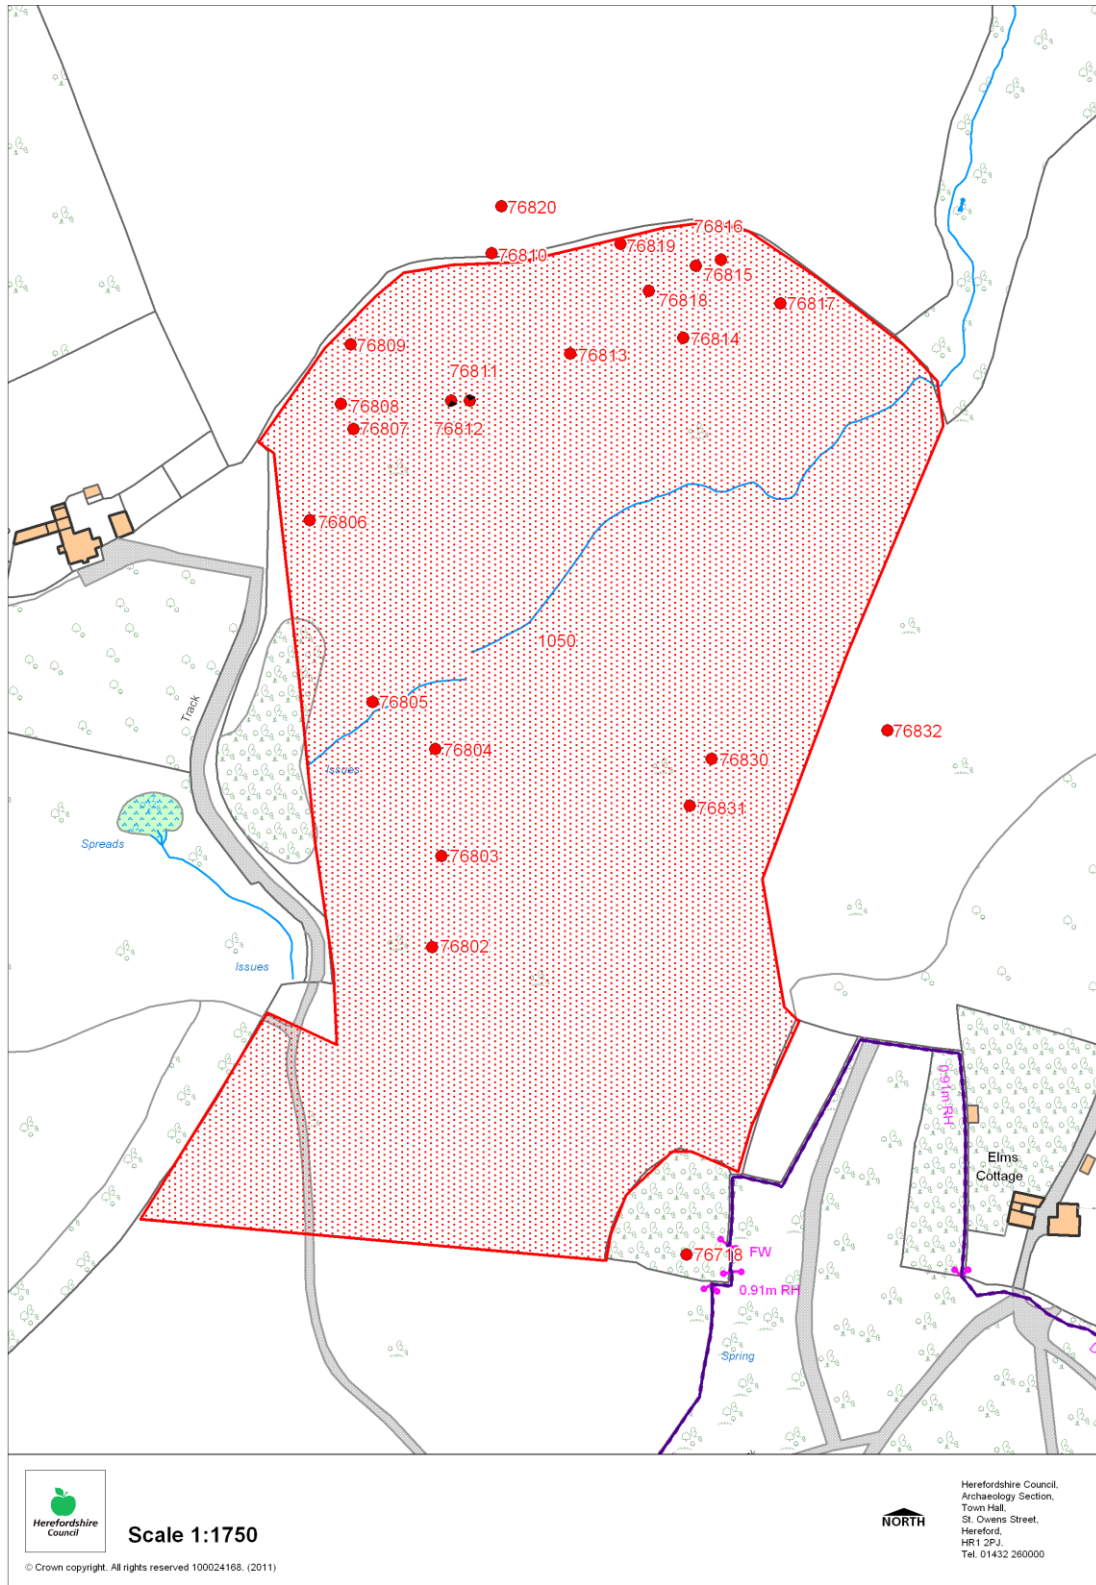 76820
76816
76819
76810
76815
76818
76817
76814
76809
76813
76811
76808
76807
76812
76806
1050
Track
76805
76832
76804
76830
Issues
76831
Spreads
76803
76802
Issues
0.91m RH
Elms
Cottage
FW
76718
0.91m RH
Spring
Herefordshire
Council
Scale 1:1750
© Crown copyright. All rights reserved 100024168. (2011)
NORTH
Herefordshire Council,
Archaeology Section,
Town Hall,
St. Owens Street,
Hereford,
HR1 2PJ.
Tel. 01432 260000